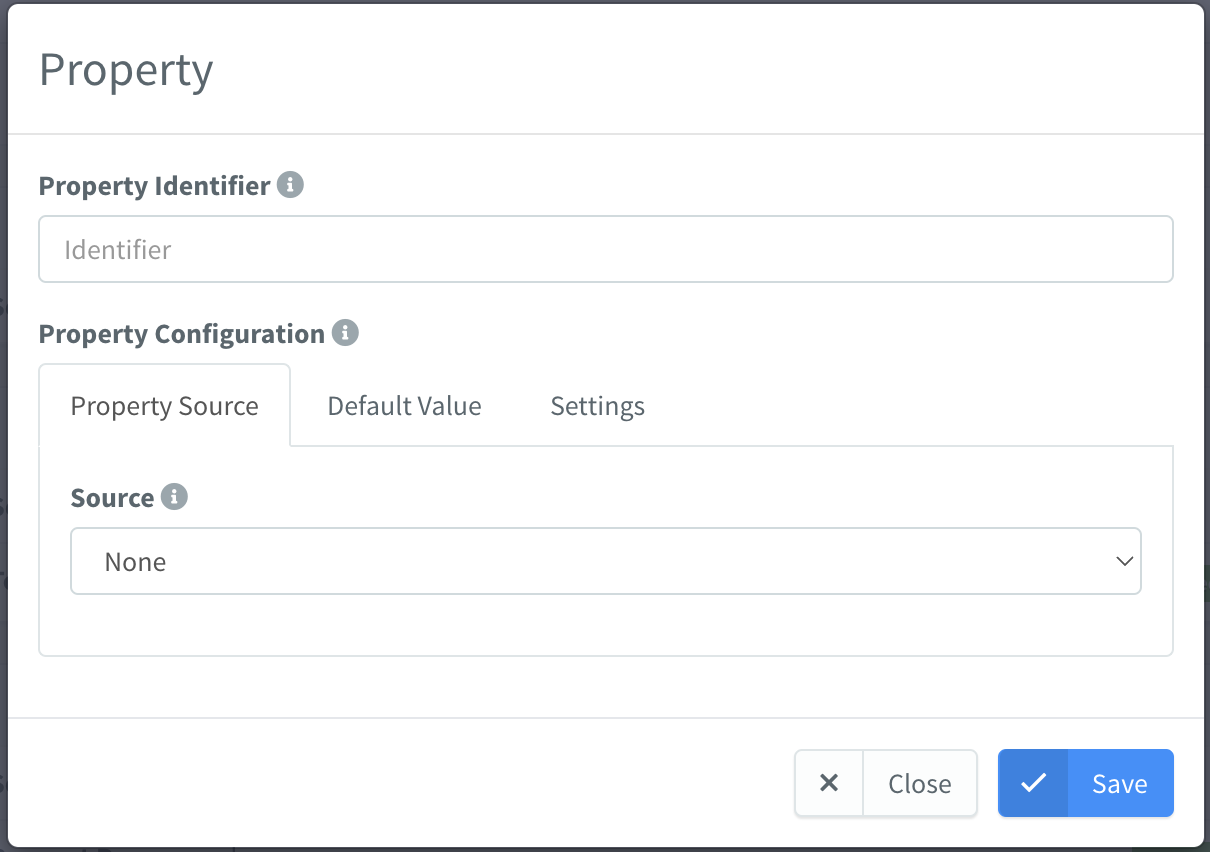 Property
Property Identifier
Identifier
Property Configuration
Property Source Default Value Settings
Source
None
Close Save